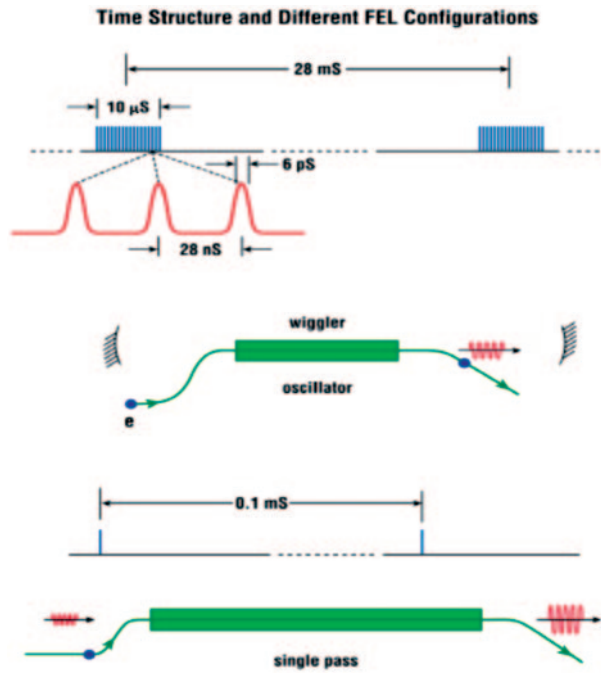 Time Structure and Different FEL Configurations
28 mS
10 μS
6 pS
28 nS
wiggler
oscillator
e
0.1 mS
single pass